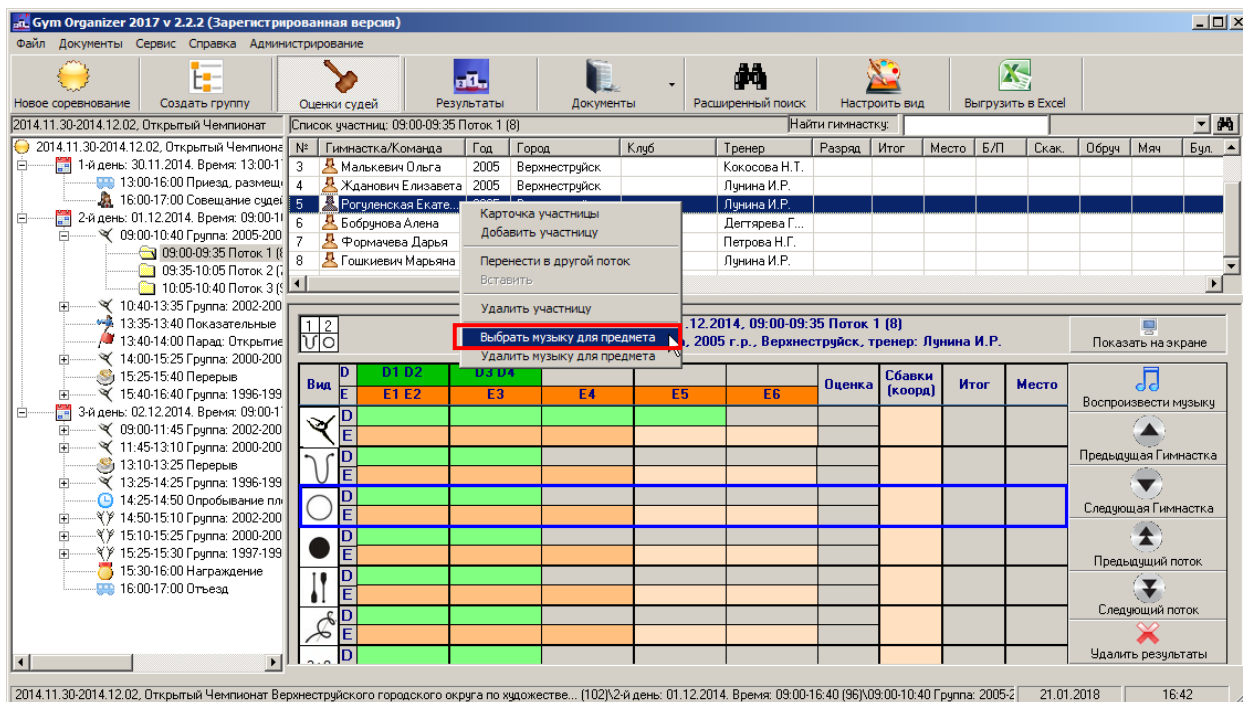 Gym Organizer 2017 v 2.2.2 (Зарегистрированная версия)
Файл Документы Сервис Справка Администрирование
Новое соревнование Создать группу Оценки судей Результаты Документы Расширенный поиск Настроить вид Выгрузить в Excel
2014.11.30-2014.12.02, Открытый Чемпионат
Список участниц: 09:00-09:35 Поток 1 (8) Найти гимнастку:
2014.11.30-2014.12.02, Открытый Чемпиона
1-й день: 30.11.2014. Время: 13:00-1
13:00-16:00 Приезд, размещ
16:00-17:00 Совещание судей
2-й день: 01.12.2014. Время: 09:00-1
09:00-10:40 Группа: 2005-200
09:00-09:35 Поток 1 (8
09:35-10:05 Поток 2 (
10:05-10:40 Поток 3 (
10:40-13:35 Группа: 2002-200
13:35-13:40 Показательные
13:40-14:00 Парад: Открытие
14:00-15:25 Группа: 2000-200
15:25-15:40 Перерыв
15:40-16:40 Группа: 1996-199
3-й день: 02.12.2014. Время: 09:00-1
09:00-11:45 Группа: 2002-200
11:45-13:10 Группа: 2000-200
13:10-13:25 Перерыв
13:25-14:25 Группа: 1996-199
14:25-14:50 Опробывание пл
14:50-15:10 Группа: 2002-200
15:10-15:25 Группа: 2000-200
15:25-15:30 Группа: 1997-199
15:30-16:00 Награждение
16:00-17:00 Отъезд
№ Гимнастка/Команда Год Город Клуб Тренер Разряд Итог Место Б/П Скак. Обруч Мяч Бул.
3 Малькевич Ольга 2005 Верхнеструйск Кокосова Н.Т.
4 Жданович Елизавета 2005 Верхнеструйск Лунина И.Р.
5 Рогуленская Екате... Лунина И.Р.
6 Бобрунова Алена Дегтярева Г...
7 Формачева Дарья Петрова Н.Г.
8 Гошкиевич Марьяна Лунина И.Р.
Карточка участницы
Добавить участницу
Перенести в другой поток
Вставить
Удалить участницу
Выбрать музыку для предмета
Удалить музыку для предмета
1 2
.12.2014, 09:00-09:35 Поток 1 (8)
, 2005 г.р., Верхнеструйск, тренер: Лунина И.Р.
Показать на экране
Вид D D1 D2 D3 D4 Оценка Сбавки (коорд) Итог Место
E E1 E2 E3 E4 E5 E6
D
E
D
E
D
E
D
E
D
E
D
E
D
Воспроизвести музыку
Предыдущая Гимнастка
Следующая Гимнастка
Предыдущий поток
Следующий поток
Удалить результаты
2014.11.30-2014.12.02, Открытый Чемпионат Верхнеструйского городского округа по художестве... (102)\2-й день: 01.12.2014. Время: 09:00-16:40 (96)\09:00-10:40 Группа: 2005-2 21.01.2018 16:42